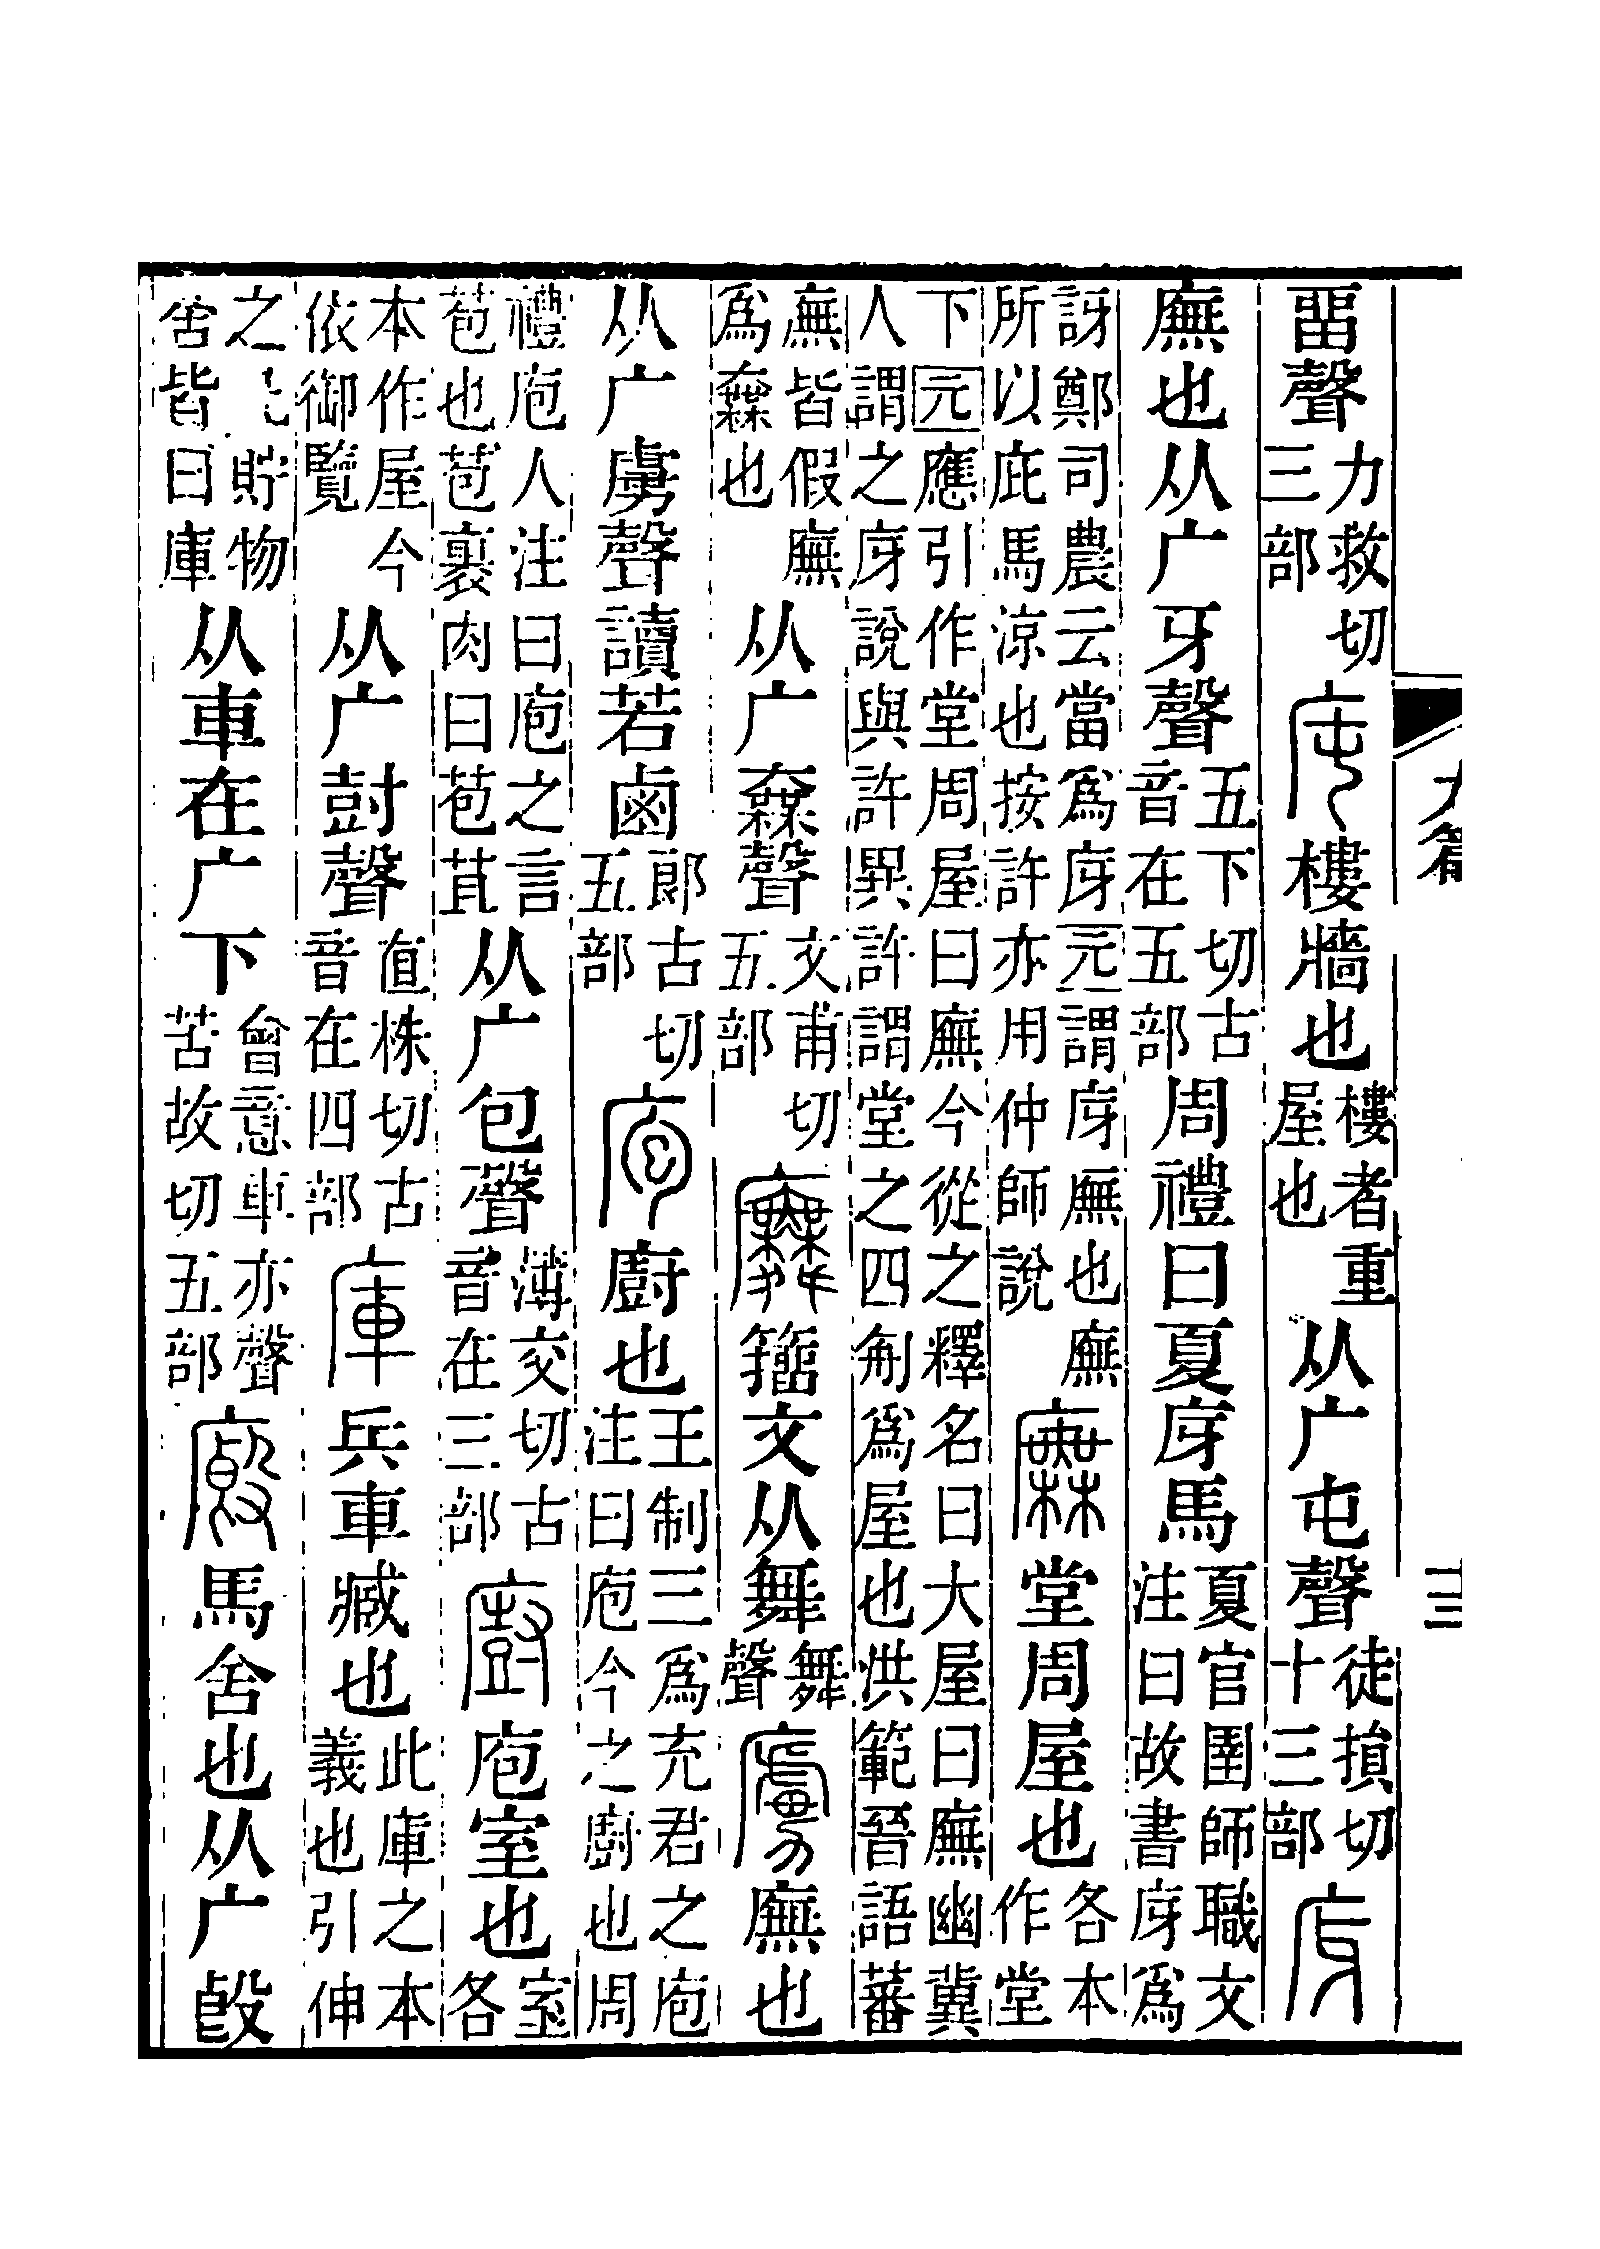 畱聲力救切三部庉樓牆也樓者重屋也从广屯聲徒損切十三部庌
廡也从广牙聲五下切古音在五部周禮曰夏庌馬夏官圉師職文注曰故書庌爲
訝鄭司農云當爲庌元謂庌廡也廡所以庇馬涼也按許亦用仲師說廡堂周屋也各本作堂
下元應引作堂周屋曰廡今從之釋名曰大屋曰廡幽冀人謂之庌說與許異許謂堂之四𠣘爲屋也洪範晉語蕃
廡皆假廡爲𣞤也从广𣞤聲文甫切五部𢋑籒文从舞舞聲𢋡廡也
从广虜聲讀若鹵郎古切五部庖廚也王制三爲充君之庖注曰庖今之廚也周
禮庖人注曰庖之言苞也苞裹肉曰苞苴从广包聲薄交切古音在三部廚庖室也室各
本作屋今依御覽从广尌聲直株切古音在四部庫兵車臧也此庫之本義也引伸
之凡貯物舍皆曰庫从車在广下會意車亦聲苦故切五部廄馬舍也从广㲃
九篇
十三